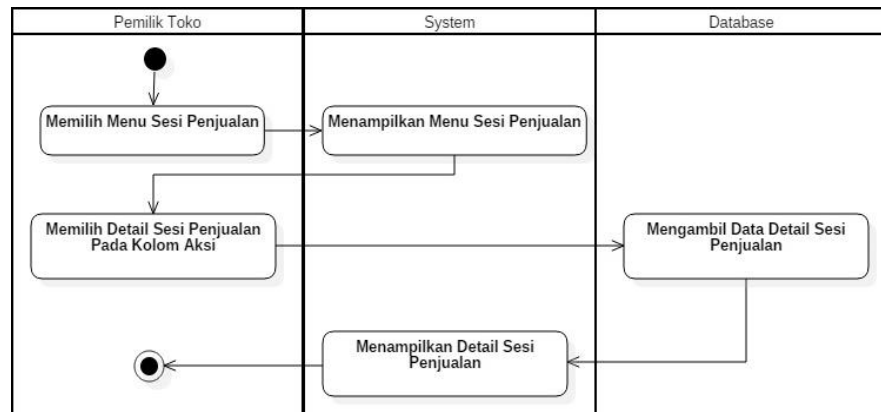 Pemilik Toko
System
Database
Memilih Menu Sesi Penjualan
Menampilkan Menu Sesi Penjualan
Memilih Detail Sesi Penjualan
Pada Kolom Aksi
Mengambil Data Detail Sesi
Penjualan
Menampilkan Detail Sesi
Penjualan